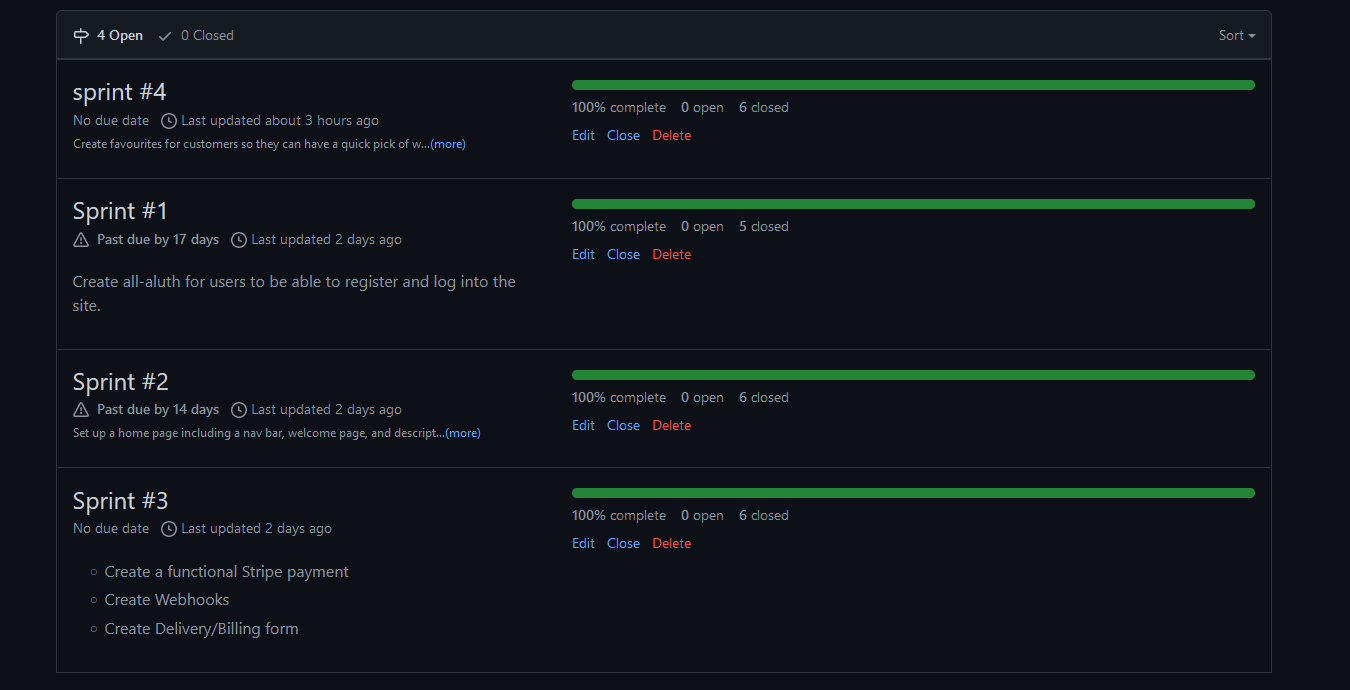 4 Open 0 Closed Sort
sprint #4
100% complete 0 open 6 closed
No due date Last updated about 3 hours ago
Edit Close Delete
Create favourites for customers so they can have a quick pick of w...(more)
Sprint #1
100% complete 0 open 5 closed
Past due by 17 days Last updated 2 days ago
Edit Close Delete
Create all-aluth for users to be able to register and log into the
site.
Sprint #2
100% complete 0 open 6 closed
Past due by 14 days Last updated 2 days ago
Edit Close Delete
Set up a home page including a nav bar, welcome page, and descript...(more)
Sprint #3
100% complete 0 open 6 closed
No due date Last updated 2 days ago
Edit Close Delete
Create a functional Stripe payment
Create Webhooks
Create Delivery/Billing form